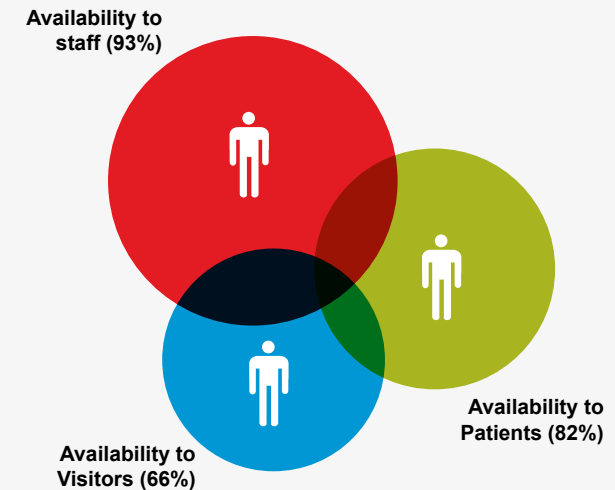 Availability to
staff (93%)
Availability to
Patients (82%)
Availability to
Visitors (66%)